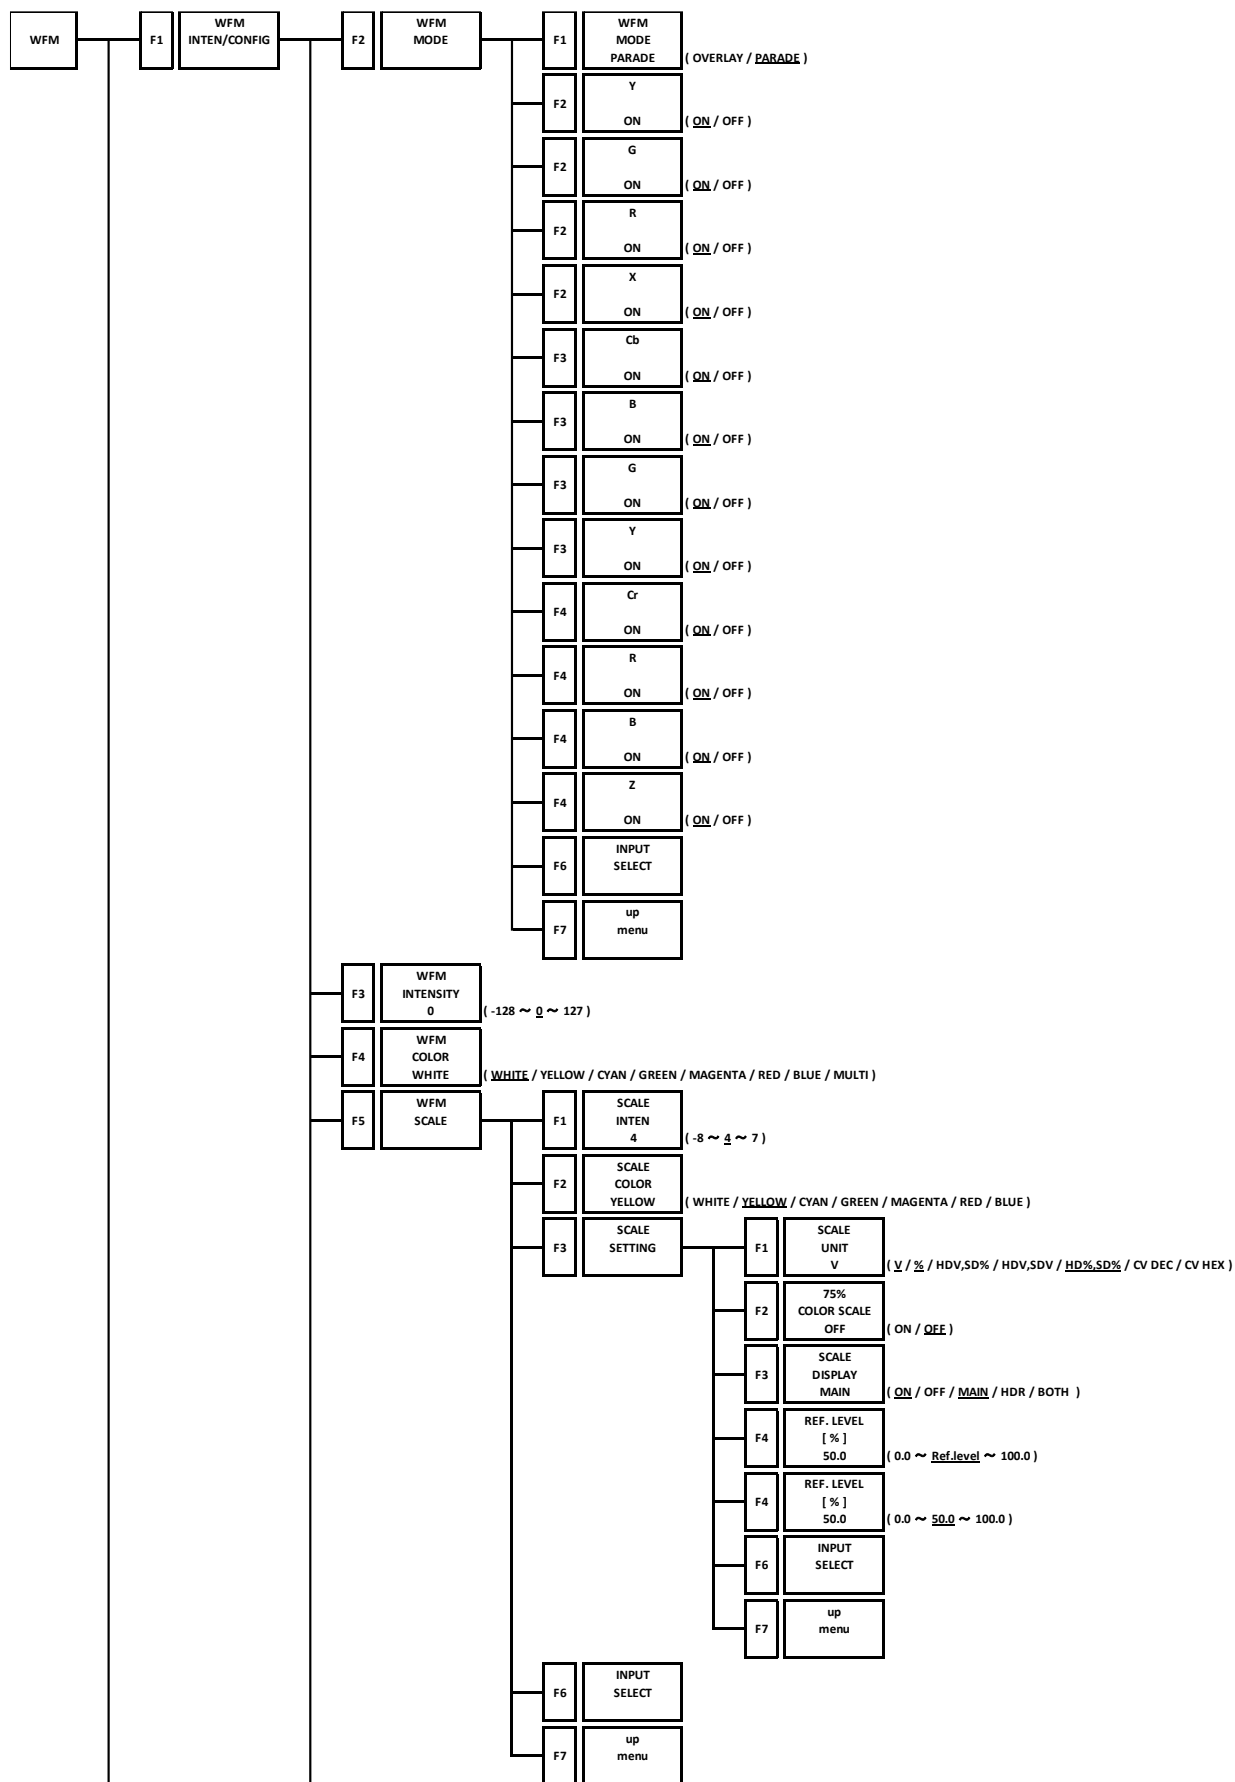 WFM
F1
WFM
INTEN/CONFIG
F2
WFM
MODE
F1
WFM
MODE
PARADE
( OVERLAY / PARADE )
F2
Y
ON
( ON / OFF )
F2
G
ON
( ON / OFF )
F2
R
ON
( ON / OFF )
F2
X
ON
( ON / OFF )
F3
Cb
ON
( ON / OFF )
F3
B
ON
( ON / OFF )
F3
G
ON
( ON / OFF )
F3
Y
ON
( ON / OFF )
F4
Cr
ON
( ON / OFF )
F4
R
ON
( ON / OFF )
F4
B
ON
( ON / OFF )
F4
Z
ON
( ON / OFF )
F6
INPUT
SELECT
F7
up
menu
F3
WFM
INTENSITY
0
( -128 ~ 0 ~ 127 )
F4
WFM
COLOR
WHITE
( WHITE / YELLOW / CYAN / GREEN / MAGENTA / RED / BLUE / MULTI )
F5
WFM
SCALE
F1
SCALE
INTEN
4
( -8 ~ 4 ~ 7 )
F2
SCALE
COLOR
YELLOW
( WHITE / YELLOW / CYAN / GREEN / MAGENTA / RED / BLUE )
F3
SCALE
SETTING
F1
SCALE
UNIT
V
( V / % / HDV,SD% / HDV,SDV / HD%,SD% / CV DEC / CV HEX )
F2
75%
COLOR SCALE
OFF
( ON / OFF )
F3
SCALE
DISPLAY
MAIN
( ON / OFF / MAIN / HDR / BOTH )
F4
REF. LEVEL
[ % ]
50.0
( 0.0 ~ Ref.level ~ 100.0 )
F4
REF. LEVEL
[ % ]
50.0
( 0.0 ~ 50.0 ~ 100.0 )
F6
INPUT
SELECT
F7
up
menu
F6
INPUT
SELECT
F7
up
menu